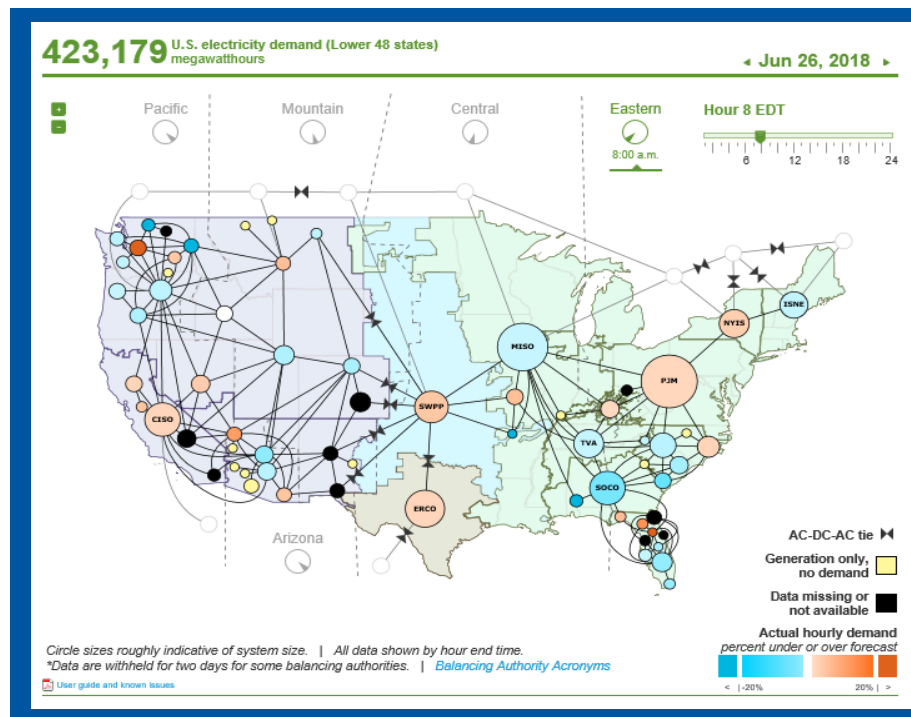 423,179 U.S. electricity demand (Lower 48 states)
megawatthours
◄ Jun 26, 2018 ►
+
−
Pacific
Mountain
Central
Eastern
8:00 a.m.
Hour 8 EDT
6 12 18 24
ISNE
NYIS
MISO
PJM
SWPP
CISO
TVA
SOCO
ERCO
Arizona
AC-DC-AC tie
Generation only,
no demand
Data missing or
not available
Actual hourly demand
percent under or over forecast
< |-20% 20%| >
Circle sizes roughly indicative of system size. | All data shown by hour end time.
*Data are withheld for two days for some balancing authorities. | Balancing Authority Acronyms
User guide and known issues